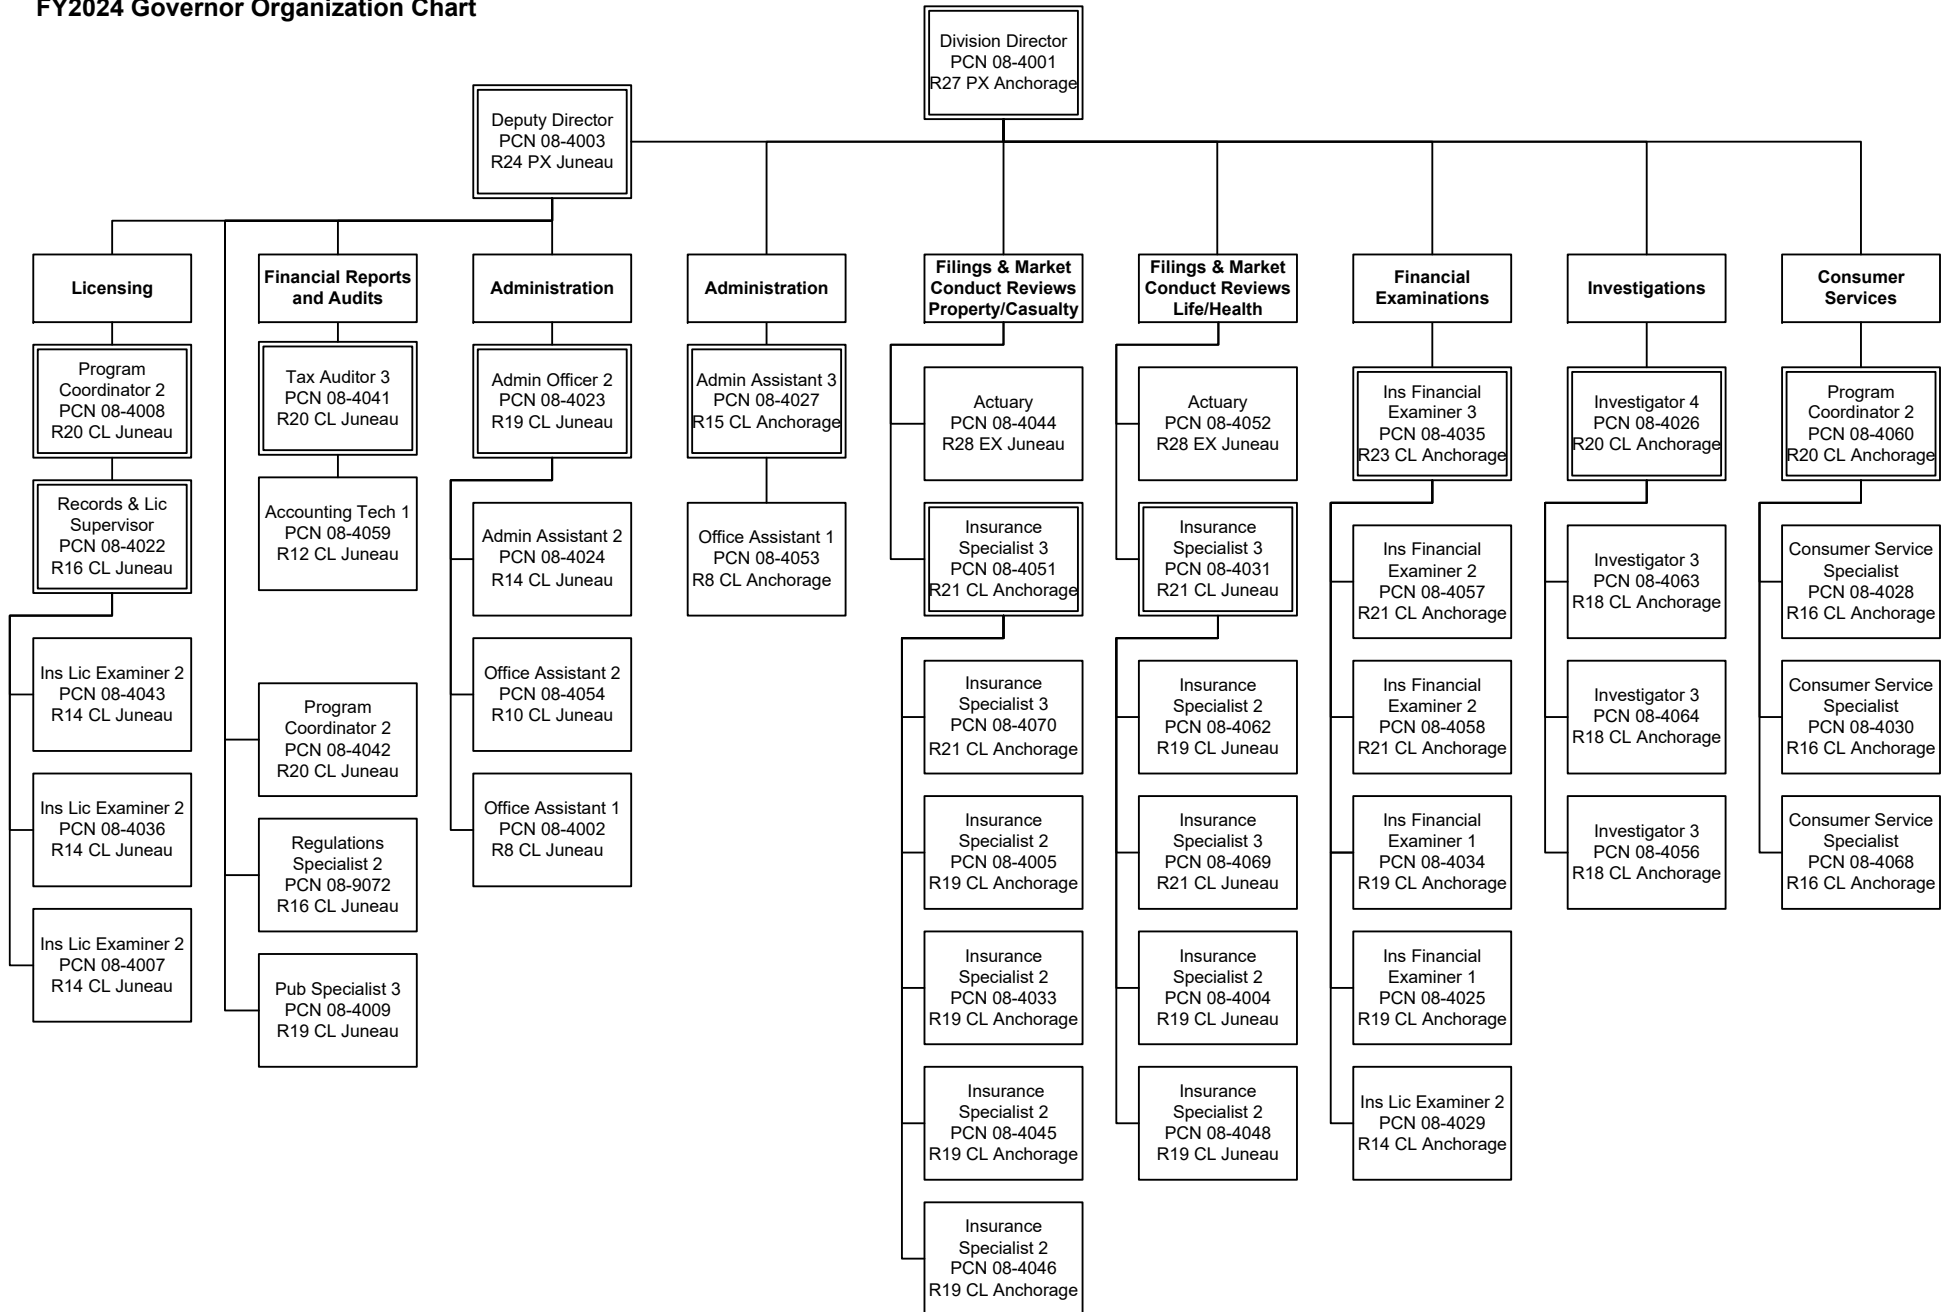 FY2024 Governor Organization Chart
Division Director
PCN 08-4001
R27 PX Anchorage
Deputy Director
PCN 08-4003
R24 PX Juneau
Licensing
Program
Coordinator 2
PCN 08-4008
R20 CL Juneau
Records & Lic
Supervisor
PCN 08-4022
R16 CL Juneau
Ins Lic Examiner 2
PCN 08-4043
R14 CL Juneau
Ins Lic Examiner 2
PCN 08-4036
R14 CL Juneau
Ins Lic Examiner 2
PCN 08-4007
R14 CL Juneau
Financial Reports
and Audits
Tax Auditor 3
PCN 08-4041
R20 CL Juneau
Accounting Tech 1
PCN 08-4059
R12 CL Juneau
Program
Coordinator 2
PCN 08-4042
R20 CL Juneau
Regulations
Specialist 2
PCN 08-9072
R16 CL Juneau
Pub Specialist 3
PCN 08-4009
R19 CL Juneau
Administration
Admin Officer 2
PCN 08-4023
R19 CL Juneau
Admin Assistant 2
PCN 08-4024
R14 CL Juneau
Office Assistant 2
PCN 08-4054
R10 CL Juneau
Office Assistant 1
PCN 08-4002
R8 CL Juneau
Administration
Admin Assistant 3
PCN 08-4027
R15 CL Anchorage
Office Assistant 1
PCN 08-4053
R8 CL Anchorage
Filings & Market
Conduct Reviews
Property/Casualty
Actuary
PCN 08-4044
R28 EX Juneau
Insurance
Specialist 3
PCN 08-4051
R21 CL Anchorage
Insurance
Specialist 3
PCN 08-4070
R21 CL Anchorage
Insurance
Specialist 2
PCN 08-4005
R19 CL Anchorage
Insurance
Specialist 2
PCN 08-4033
R19 CL Anchorage
Insurance
Specialist 2
PCN 08-4045
R19 CL Anchorage
Insurance
Specialist 2
PCN 08-4046
R19 CL Anchorage
Filings & Market
Conduct Reviews
Life/Health
Actuary
PCN 08-4052
R28 EX Juneau
Insurance
Specialist 3
PCN 08-4031
R21 CL Juneau
Insurance
Specialist 2
PCN 08-4062
R19 CL Juneau
Insurance
Specialist 3
PCN 08-4069
R21 CL Juneau
Insurance
Specialist 2
PCN 08-4004
R19 CL Juneau
Insurance
Specialist 2
PCN 08-4048
R19 CL Juneau
Financial
Examinations
Ins Financial
Examiner 3
PCN 08-4035
R23 CL Anchorage
Ins Financial
Examiner 2
PCN 08-4057
R21 CL Anchorage
Ins Financial
Examiner 2
PCN 08-4058
R21 CL Anchorage
Ins Financial
Examiner 1
PCN 08-4034
R19 CL Anchorage
Ins Financial
Examiner 1
PCN 08-4025
R19 CL Anchorage
Ins Lic Examiner 2
PCN 08-4029
R14 CL Anchorage
Investigations
Investigator 4
PCN 08-4026
R20 CL Anchorage
Investigator 3
PCN 08-4063
R18 CL Anchorage
Investigator 3
PCN 08-4064
R18 CL Anchorage
Investigator 3
PCN 08-4056
R18 CL Anchorage
Consumer
Services
Program
Coordinator 2
PCN 08-4060
R20 CL Anchorage
Consumer Service
Specialist
PCN 08-4028
R16 CL Anchorage
Consumer Service
Specialist
PCN 08-4030
R16 CL Anchorage
Consumer Service
Specialist
PCN 08-4068
R16 CL Anchorage